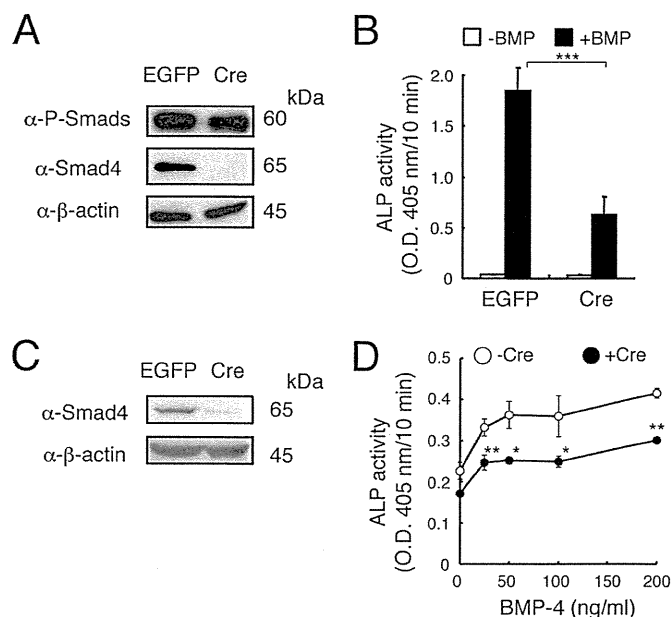 A
EGFP Cre
kDa
α-P-Smads 60
α-Smad4 65
α-β-actin 45
B
-BMP +BMP
***
2.0
1.5
1.0
0.5
0
ALP activity
(O.D. 405 nm/10 min)
EGFP Cre
C
EGFP Cre
kDa
α-Smad4 65
α-β-actin 45
D
-Cre +Cre
0.5
0.4
0.3
0.2
0.1
0
ALP activity
(O.D. 405 nm/10 min)
** * * **
0 50 100 150 200
BMP-4 (ng/ml)